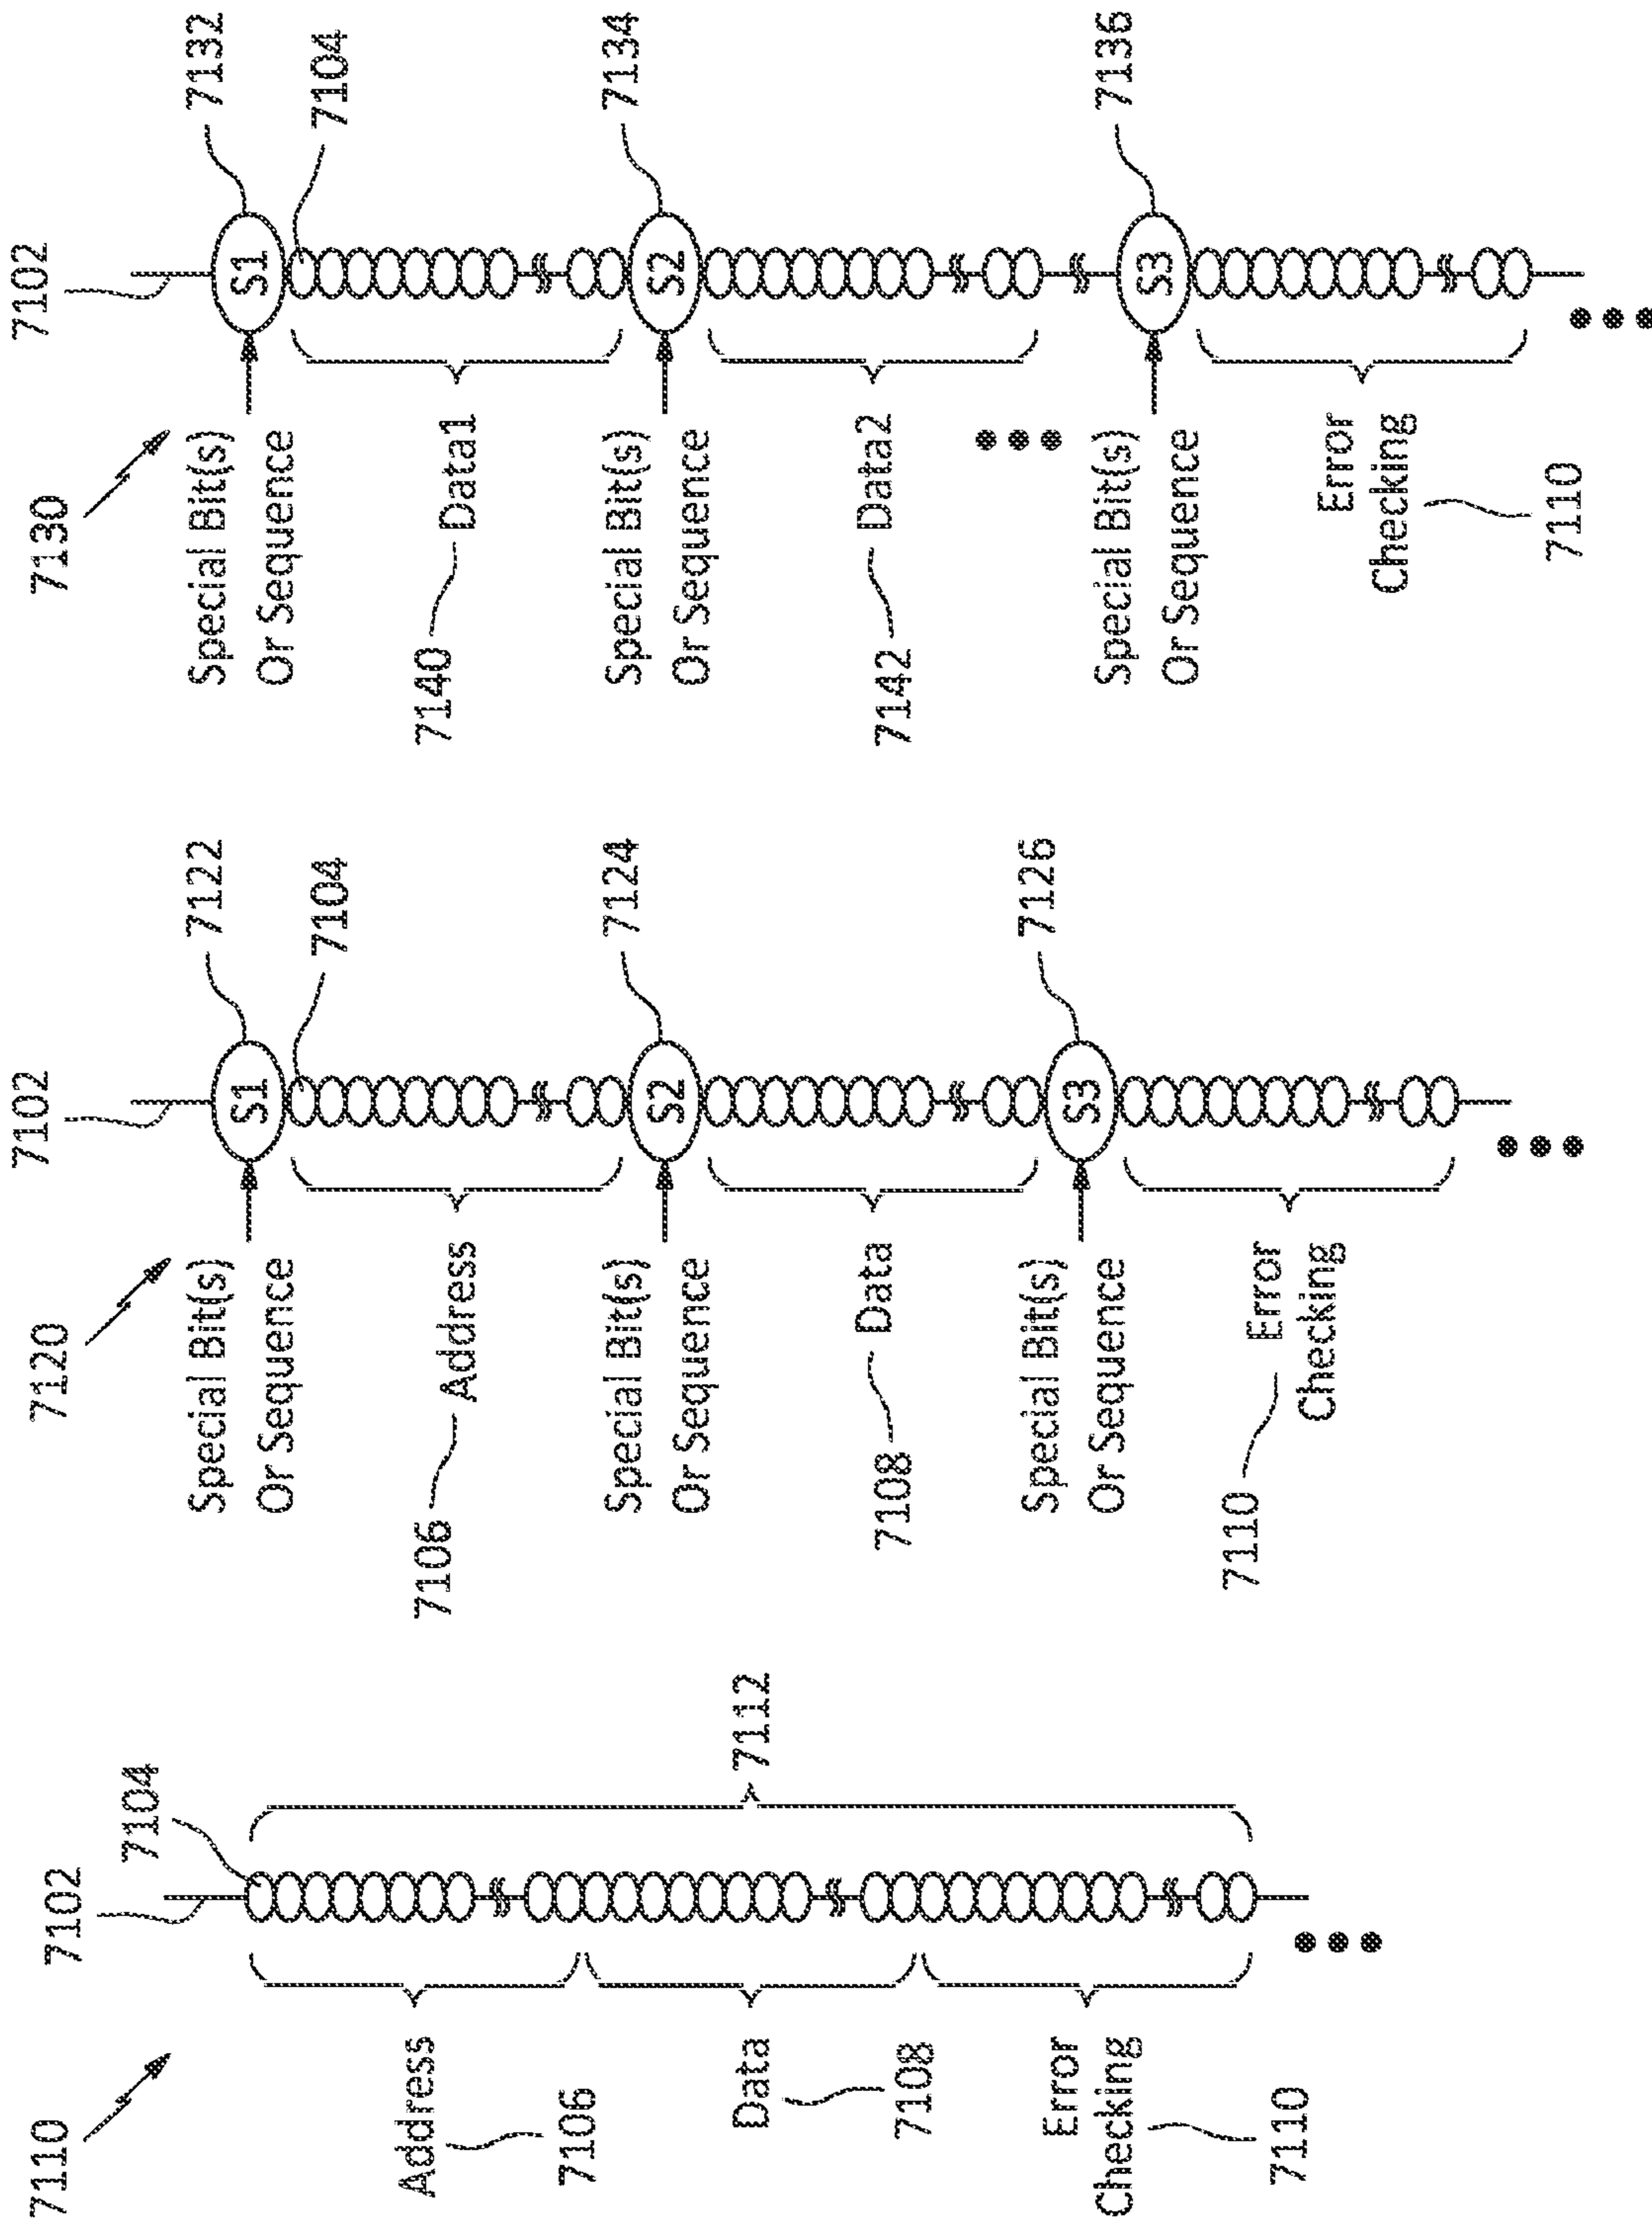 7110
7102
7104
Address
7106
Data
7108
7112
Error
Checking
7110
7120
7102
Special Bit(s)
Or Sequence
S1
7122
7104
7106
Address
Special Bit(s)
Or Sequence
S2
7124
7108
Data
Special Bit(s)
Or Sequence
S3
7126
7110
Error
Checking
7130
7102
Special Bit(s)
Or Sequence
S1
7132
7104
7140
Data1
Special Bit(s)
Or Sequence
S2
7134
7142
Data2
Special Bit(s)
Or Sequence
S3
7136
Error
Checking
7110